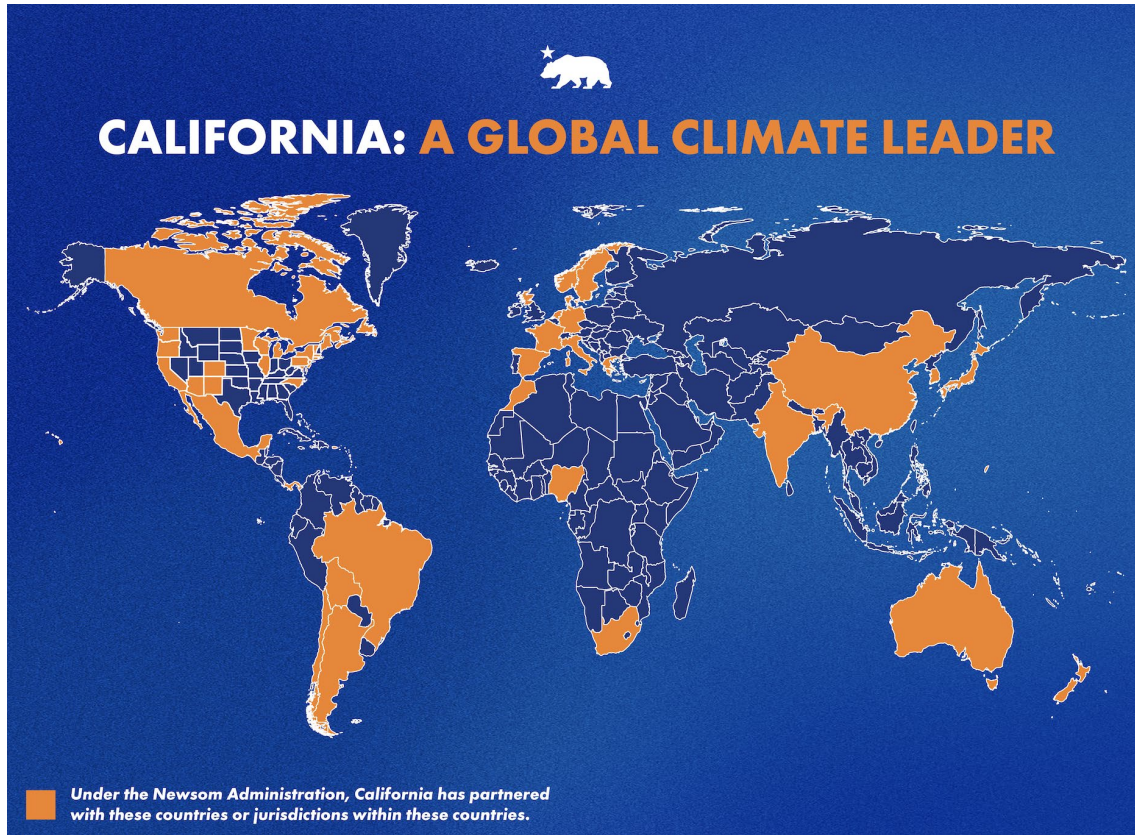 CALIFORNIA: A GLOBAL CLIMATE LEADER
Under the Newsom Administration, California has partnered
with these countries or jurisdictions within these countries.